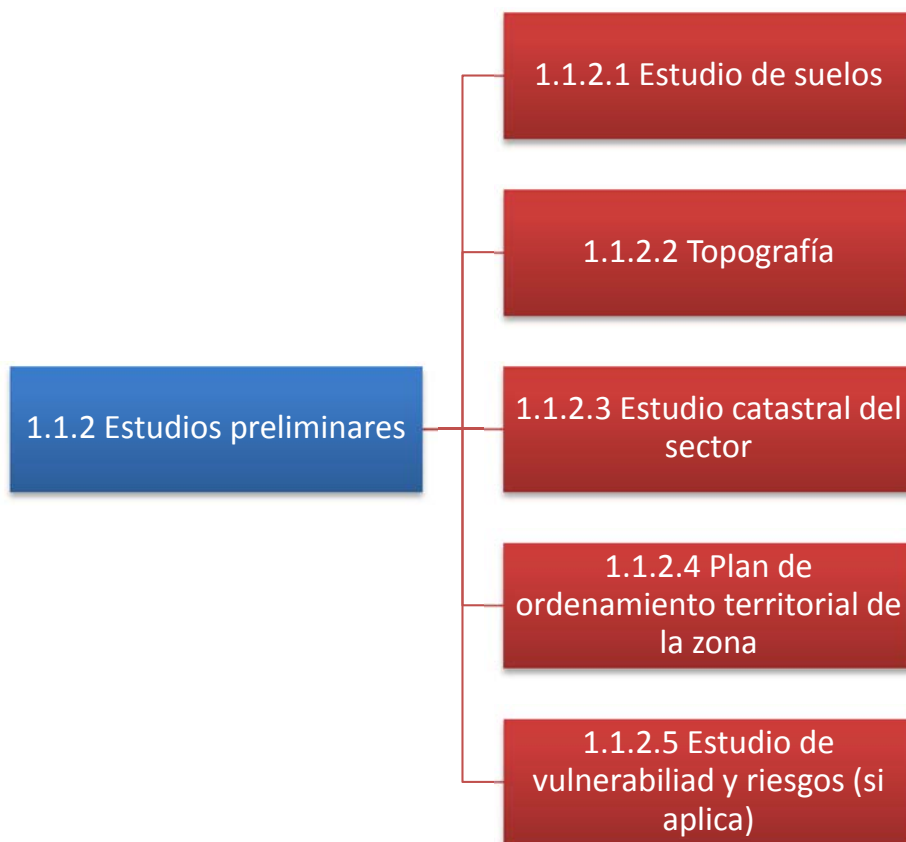 1.1.2.1 Estudio de suelos
1.1.2.2 Topografía
1.1.2 Estudios preliminares
1.1.2.3 Estudio catastral del
sector
1.1.2.4 Plan de
ordenamiento territorial de
la zona
1.1.2.5 Estudio de
vulnerabiliad y riesgos (si
aplica)